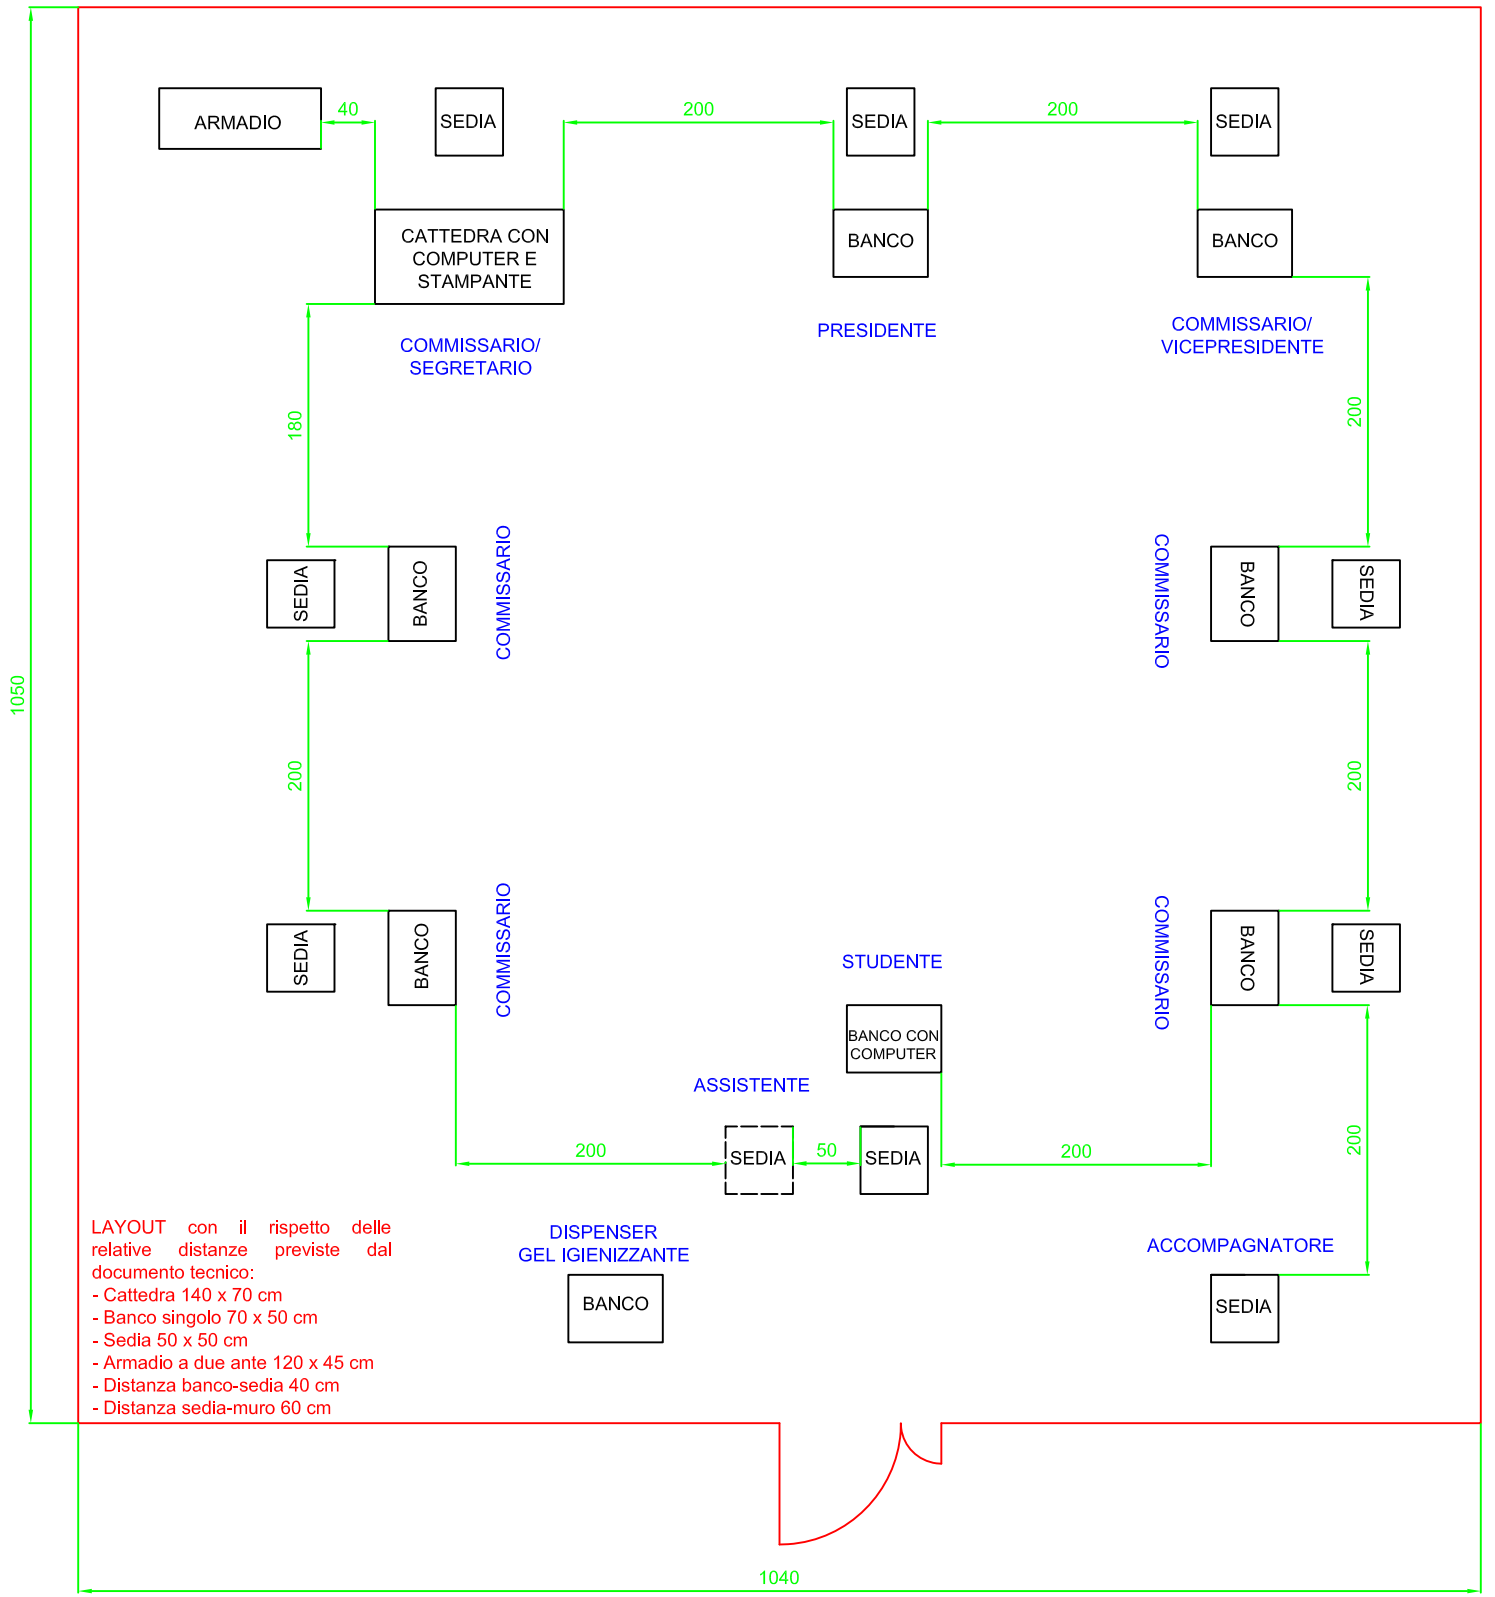 ARMADIO
40
SEDIA
200
SEDIA
200
SEDIA
CATTEDRA CON
COMPUTER E
STAMPANTE
BANCO
BANCO
COMMISSARIO/
SEGRETARIO
PRESIDENTE
COMMISSARIO/
VICEPRESIDENTE
180
200
SEDIA
BANCO
COMMISSARIO
COMMISSARIO
BANCO
SEDIA
1050
200
200
SEDIA
BANCO
COMMISSARIO
STUDENTE
COMMISSARIO
BANCO
SEDIA
BANCO CON
COMPUTER
ASSISTENTE
200
SEDIA
50
SEDIA
200
200
DISPENSER
GEL IGIENIZZANTE
BANCO
ACCOMPAGNATORE
SEDIA
LAYOUT con il rispetto delle
relative distanze previste dal
documento tecnico:
- Cattedra 140 x 70 cm
- Banco singolo 70 x 50 cm
- Sedia 50 x 50 cm
- Armadio a due ante 120 x 45 cm
- Distanza banco-sedia 40 cm
- Distanza sedia-muro 60 cm
1040